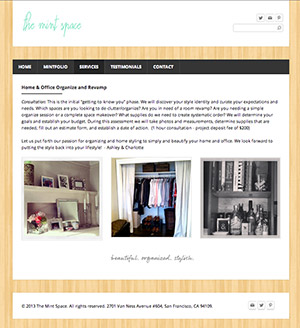 the mint space
HOME MINTFOLIO SERVICES TESTIMONIALS CONTACT
Home & Office Organize and Revamp
Consultation This is the initial "getting to know you" phase. We will discover your style identity and curate your expectations and
needs. Which spaces are you looking to de-clutter/organize? Are you in need of a room revamp? Are you needing a simple
organize session or a complete space makeover? What supplies do we need to create systematic order? We will determine your
goals and establish your budget. During this assessment we will take photos and measurements, determine supplies that are
needed, fill out an estimate form, and establish a date of action. (1 hour consultation - project deposit fee of $200)
Let us put forth our passion for organizing and home styling to simply and beautify your home and office. We look forward to
putting the style back into your lifestyle! - Ashley & Charlotte
beautiful. organized. stylish.
© 2013 The Mint Space. All rights reserved. 2701 Van Ness Avenue #604, San Francisco, CA 94109.